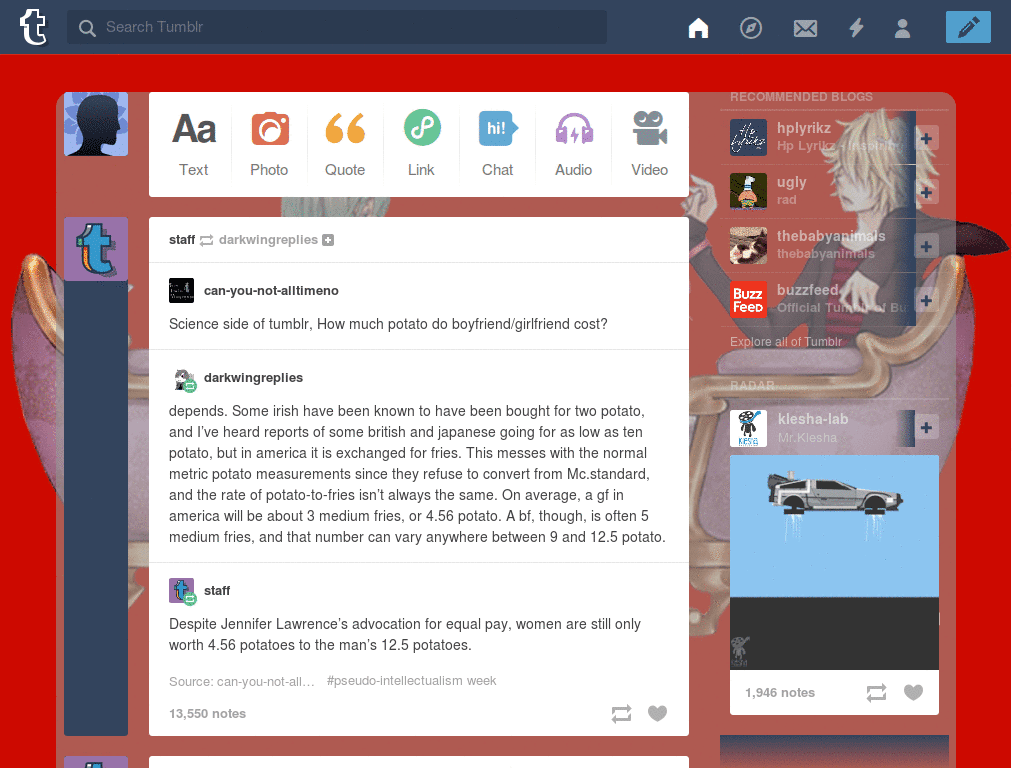 Search Tumblr
Aa
hi!
Text Photo Quote Link Chat Audio Video
staff darkwingreplies
can-you-not-alltimeno
Science side of tumblr, How much potato do boyfriend/girlfriend cost?
darkwingreplies
depends. Some irish have been known to have been bought for two potato,
and I’ve heard reports of some british and japanese going for as low as ten
potato, but in america it is exchanged for fries. This messes with the normal
metric potato measurements since they refuse to convert from Mc.standard,
and the rate of potato-to-fries isn’t always the same. On average, a gf in
america will be about 3 medium fries, or 4.56 potato. A bf, though, is often 5
medium fries, and that number can vary anywhere between 9 and 12.5 potato.
staff
Despite Jennifer Lawrence’s advocation for equal pay, women are still only
worth 4.56 potatoes to the man’s 12.5 potatoes.
Source: can-you-not-all… #pseudo-intellectualism week
13,550 notes
RECOMMENDED BLOGS
hplyrikz
Hp Lyrikz - Inspiring
ugly
rad
thebabyanimals
thebabyanimals
Buzz
Feed
buzzfeed
Official Tumblr of Bu
Explore all of Tumblr
RADAR
klesha-lab
Mr.Klesha
1,946 notes